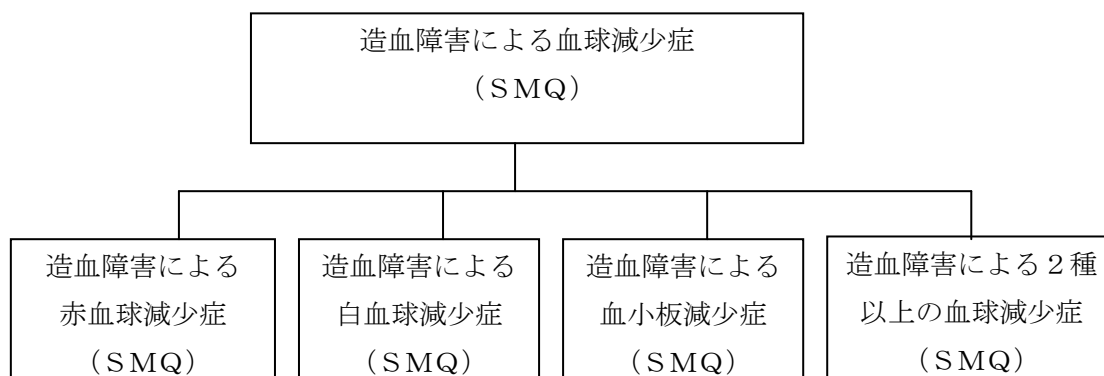 造血障害による血球減少症
（ＳＭＱ）
造血障害による
赤血球減少症
（ＳＭＱ）
造血障害による
白血球減少症
（ＳＭＱ）
造血障害による
血小板減少症
（ＳＭＱ）
造血障害による２種
以上の血球減少症
（ＳＭＱ）